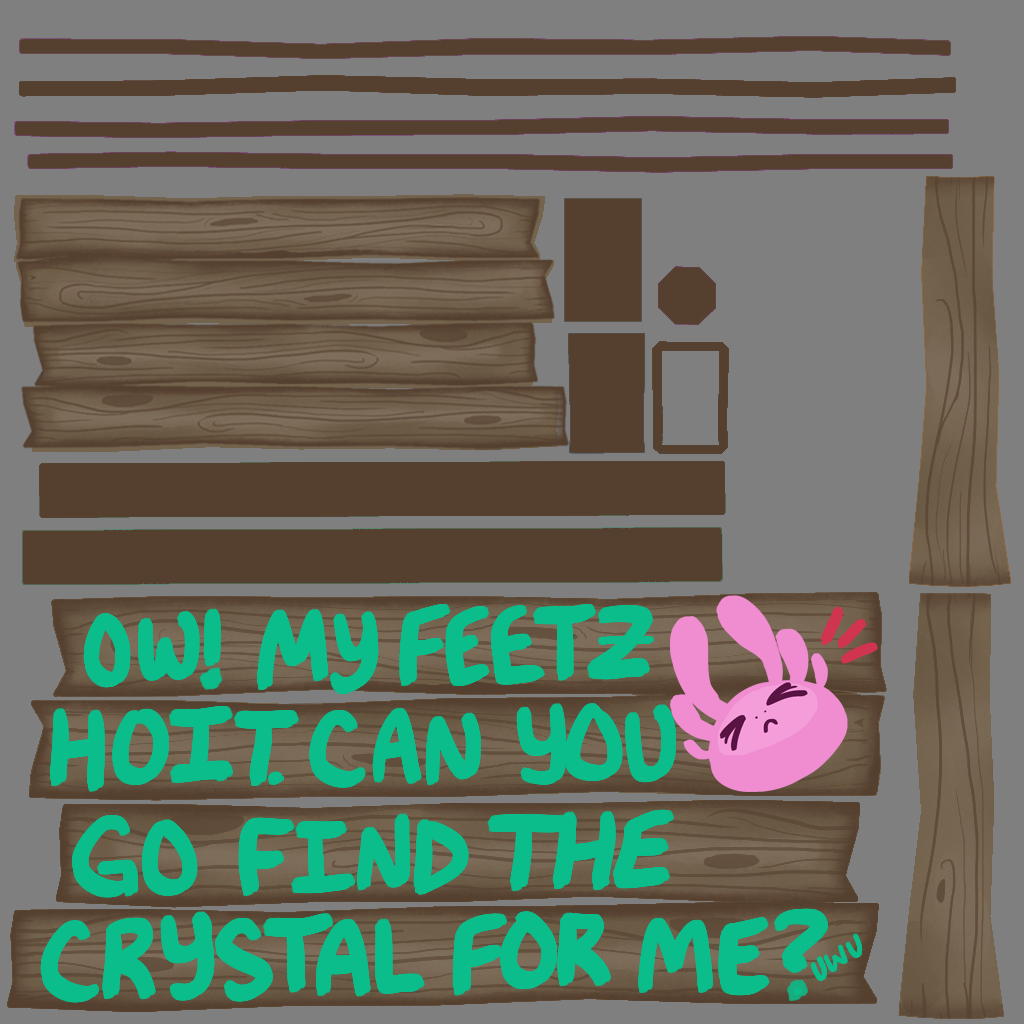 OW! MY FEETZ
HOIT. CAN YOU
GO FIND THE
CRYSTAL FOR ME?
UWU